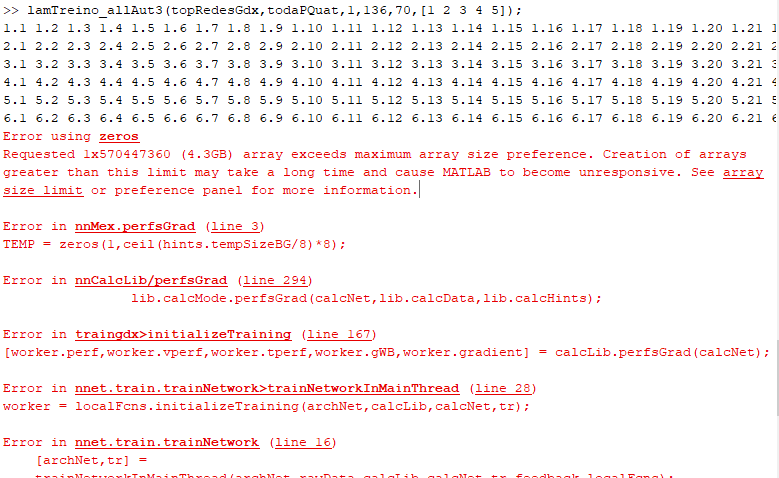 >> lamTreino_allAut3(topRedesGdx,todaPQuat,1,136,70,[1 2 3 4 5]);
1.1 1.2 1.3 1.4 1.5 1.6 1.7 1.8 1.9 1.10 1.11 1.12 1.13 1.14 1.15 1.16 1.17 1.18 1.19 1.20 1.21 1
2.1 2.2 2.3 2.4 2.5 2.6 2.7 2.8 2.9 2.10 2.11 2.12 2.13 2.14 2.15 2.16 2.17 2.18 2.19 2.20 2.21 2
3.1 3.2 3.3 3.4 3.5 3.6 3.7 3.8 3.9 3.10 3.11 3.12 3.13 3.14 3.15 3.16 3.17 3.18 3.19 3.20 3.21 3
4.1 4.2 4.3 4.4 4.5 4.6 4.7 4.8 4.9 4.10 4.11 4.12 4.13 4.14 4.15 4.16 4.17 4.18 4.19 4.20 4.21 4
5.1 5.2 5.3 5.4 5.5 5.6 5.7 5.8 5.9 5.10 5.11 5.12 5.13 5.14 5.15 5.16 5.17 5.18 5.19 5.20 5.21 5
6.1 6.2 6.3 6.4 6.5 6.6 6.7 6.8 6.9 6.10 6.11 6.12 6.13 6.14 6.15 6.16 6.17 6.18 6.19 6.20 6.21 6
Error using zeros
Requested 1x570447360 (4.3GB) array exceeds maximum array size preference. Creation of arrays
greater than this limit may take a long time and cause MATLAB to become unresponsive. See array
size limit or preference panel for more information.
Error in nnMex.perfsGrad (line 3)
TEMP = zeros(1,ceil(hints.tempSizeBG/8)*8);
Error in nnCalcLib/perfsGrad (line 294)
lib.calcMode.perfsGrad(calcNet,lib.calcData,lib.calcHints);
Error in traingdx>initializeTraining (line 167)
[worker.perf,worker.vperf,worker.tperf,worker.gWB,worker.gradient] = calcLib.perfsGrad(calcNet);
Error in nnet.train.trainNetwork>trainNetworkInMainThread (line 28)
worker = localFcns.initializeTraining(archNet,calcLib,calcNet,tr);
Error in nnet.train.trainNetwork (line 16)
[archNet,tr] =
trainNetworkInMainThread(archNet,rawData,calcLib,calcNet,tr,feedback,localFcns);